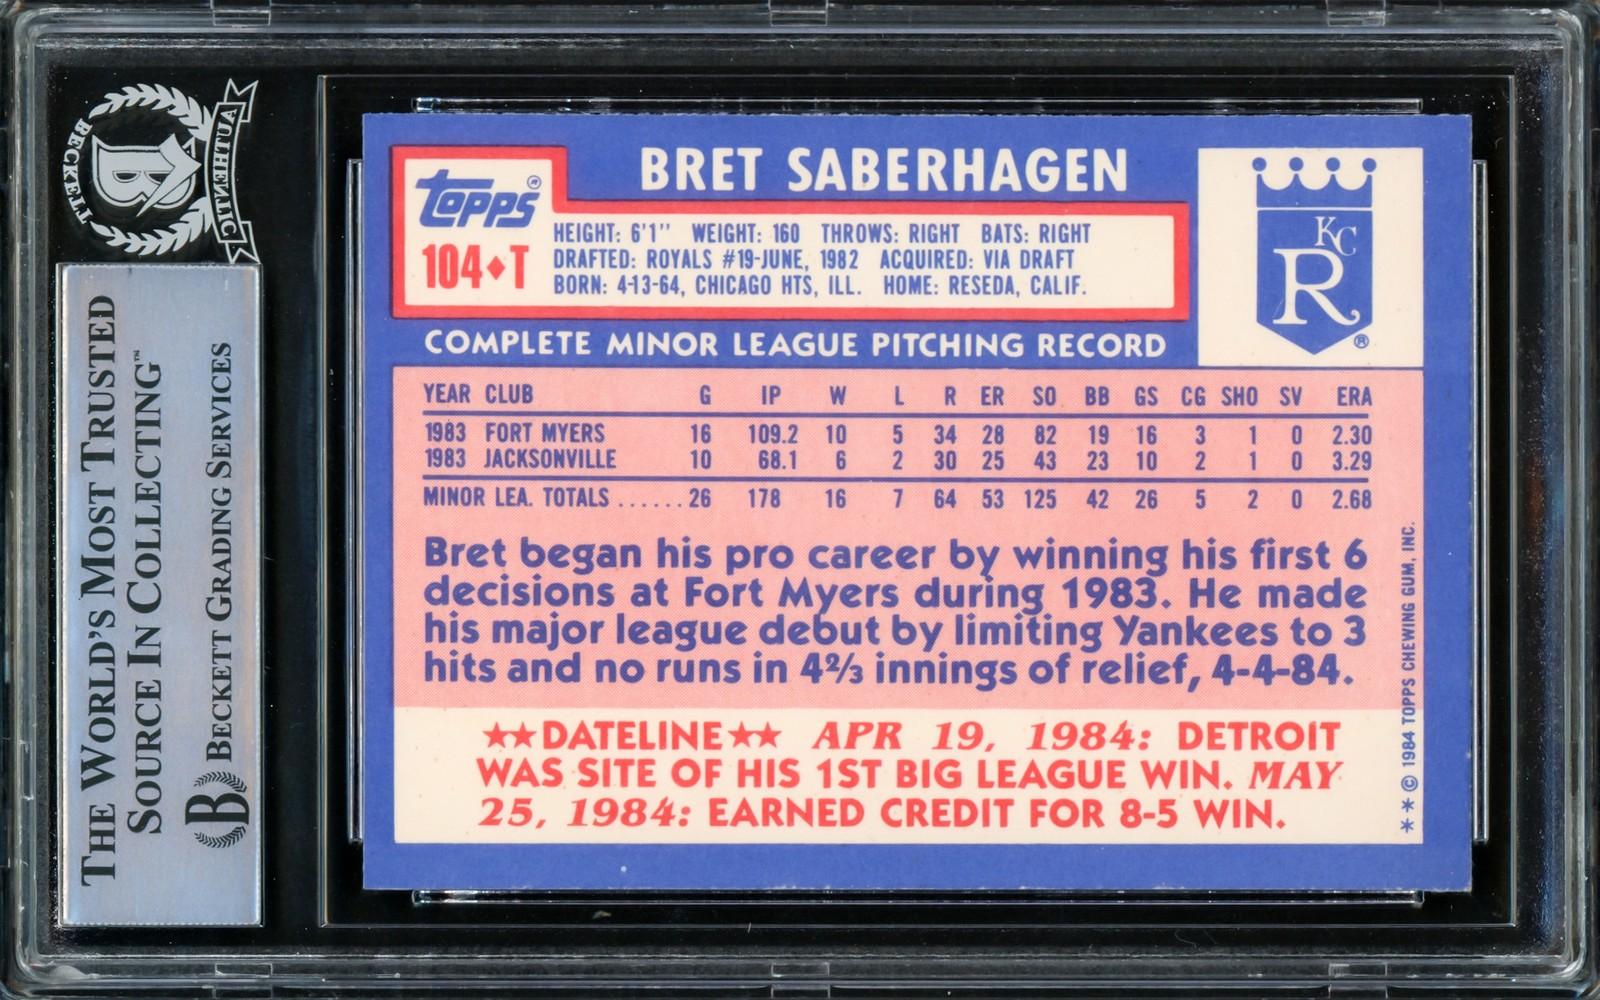 BECKETT
B
AUTHENTIC
THE WORLD'S MOST TRUSTED
SOURCE IN COLLECTING™
B BECKETT GRADING SERVICES
BRET SABERHAGEN
topps®
104♦T
HEIGHT: 6'1" WEIGHT: 160 THROWS: RIGHT BATS: RIGHT
DRAFTED: ROYALS #19-JUNE, 1982 ACQUIRED: VIA DRAFT
BORN: 4-13-64, CHICAGO HTS, ILL. HOME: RESEDA, CALIF.
KC
R
®
COMPLETE MINOR LEAGUE PITCHING RECORD
YEAR CLUB G IP W L R ER SO BB GS CG SHO SV ERA
1983 FORT MYERS 16 109.2 10 5 34 28 82 19 16 3 1 0 2.30
1983 JACKSONVILLE 10 68.1 6 2 30 25 43 23 10 2 1 0 3.29
MINOR LEA. TOTALS ...... 26 178 16 7 64 53 125 42 26 5 2 0 2.68
Bret began his pro career by winning his first 6
decisions at Fort Myers during 1983. He made
his major league debut by limiting Yankees to 3
hits and no runs in 4⅔ innings of relief, 4-4-84.
★★DATELINE★★ APR 19, 1984: DETROIT
WAS SITE OF HIS 1ST BIG LEAGUE WIN. MAY
25, 1984: EARNED CREDIT FOR 8-5 WIN.
** © 1984 TOPPS CHEWING GUM, INC.